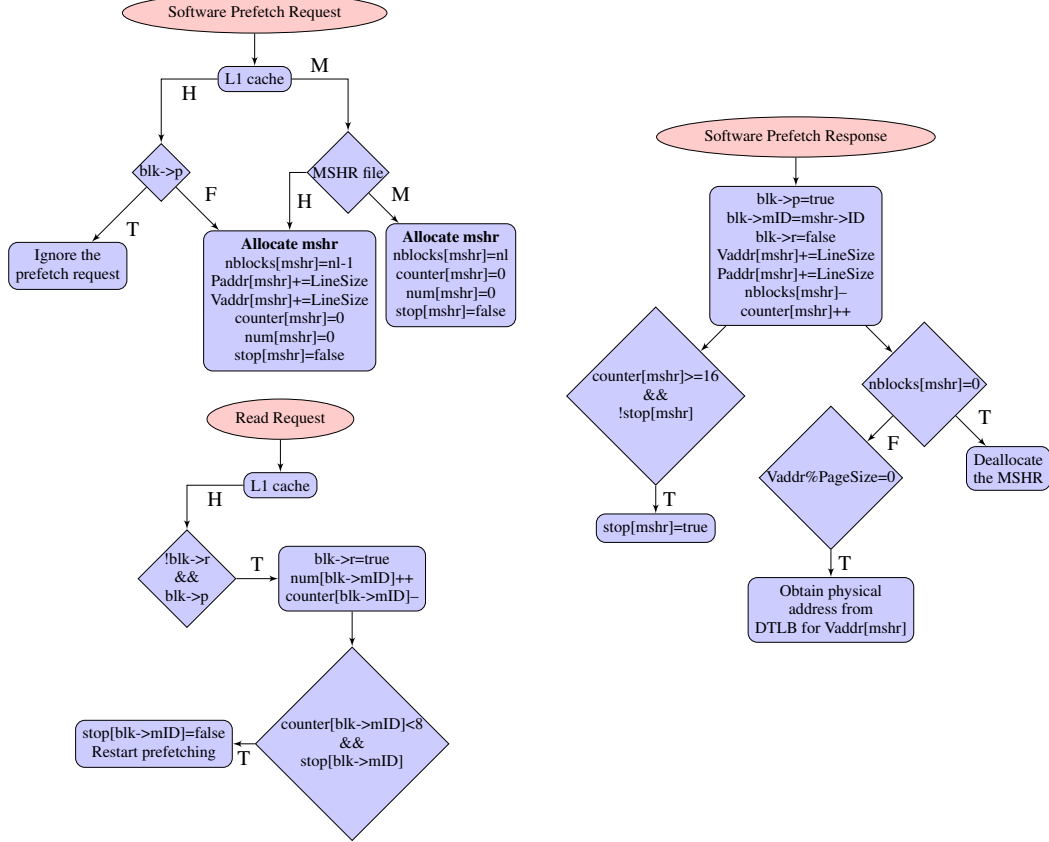 Software Prefetch Request
L1 cache
H
M
blk->p
MSHR file
T
F
H
M
Ignore the
prefetch request
Allocate mshr
nblocks[mshr]=nl-1
Paddr[mshr]+=LineSize
Vaddr[mshr]+=LineSize
counter[mshr]=0
num[mshr]=0
stop[mshr]=false
Allocate mshr
nblocks[mshr]=nl
counter[mshr]=0
num[mshr]=0
stop[mshr]=false
Read Request
L1 cache
H
!blk->r
&&
blk->p
T
blk->r=true
num[blk->mID]++
counter[blk->mID]–
counter[blk->mID]<8
&&
stop[blk->mID]
T
stop[blk->mID]=false
Restart prefetching
Software Prefetch Response
blk->p=true
blk->mID=mshr->ID
blk->r=false
Vaddr[mshr]+=LineSize
Paddr[mshr]+=LineSize
nblocks[mshr]–
counter[mshr]++
counter[mshr]>=16
&&
!stop[mshr]
T
stop[mshr]=true
nblocks[mshr]=0
F
T
Deallocate
the MSHR
Vaddr%PageSize=0
T
Obtain physical
address from
DTLB for Vaddr[mshr]